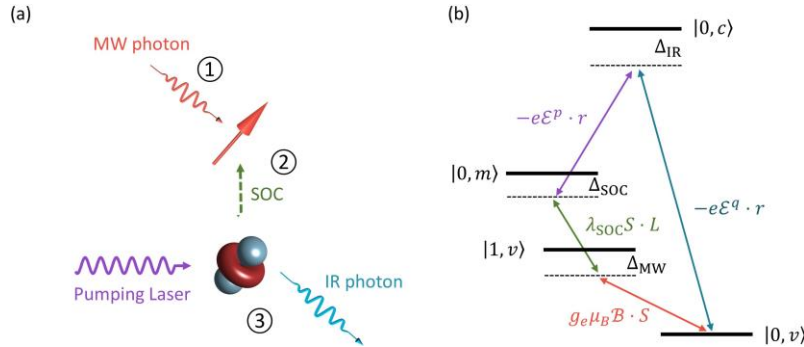 (a)
MW photon
①
②
SOC
Pumping Laser
IR photon
③
(b)
|0, c⟩
Δ_IR
−eℰ^p · r
|0, m⟩
Δ_SOC
−eℰ^q · r
λ_SOC S · L
|1, v⟩
Δ_MW
g_e μ_B ℬ · S
|0, v⟩